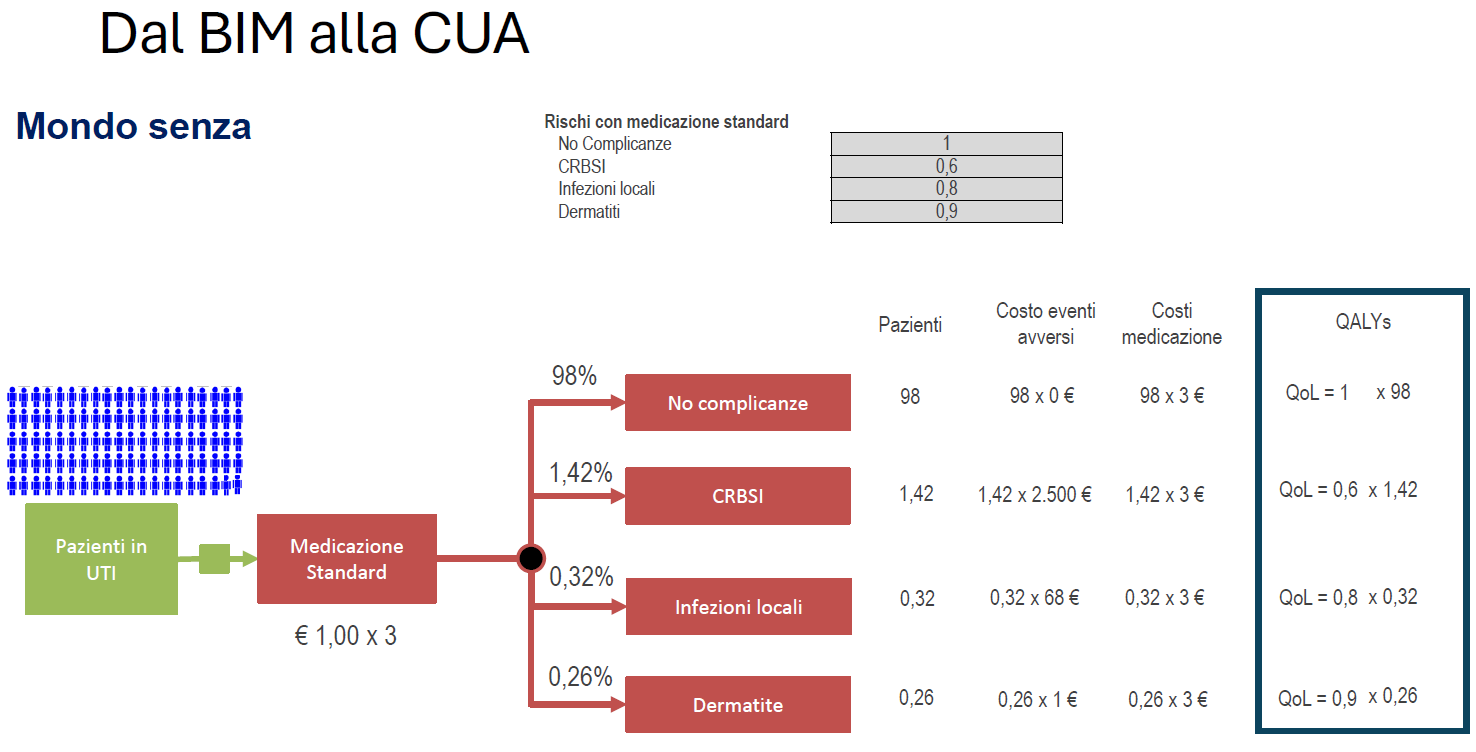 Dal BIM alla CUA
Mondo senza
Rischi con medicazione standard
No Complicanze 1
CRBSI 0,6
Infezioni locali 0,8
Dermatiti 0,9
Pazienti
Costo eventi
avversi
Costi
medicazione
QALYs
98%
No complicanze
98
98 x 0 €
98 x 3 €
QoL = 1 x 98
1,42%
CRBSI
1,42
1,42 x 2.500 €
1,42 x 3 €
QoL = 0,6 x 1,42
Pazienti in
UTI
Medicazione
Standard
€ 1,00 x 3
0,32%
Infezioni locali
0,32
0,32 x 68 €
0,32 x 3 €
QoL = 0,8 x 0,32
0,26%
Dermatite
0,26
0,26 x 1 €
0,26 x 3 €
QoL = 0,9 x 0,26